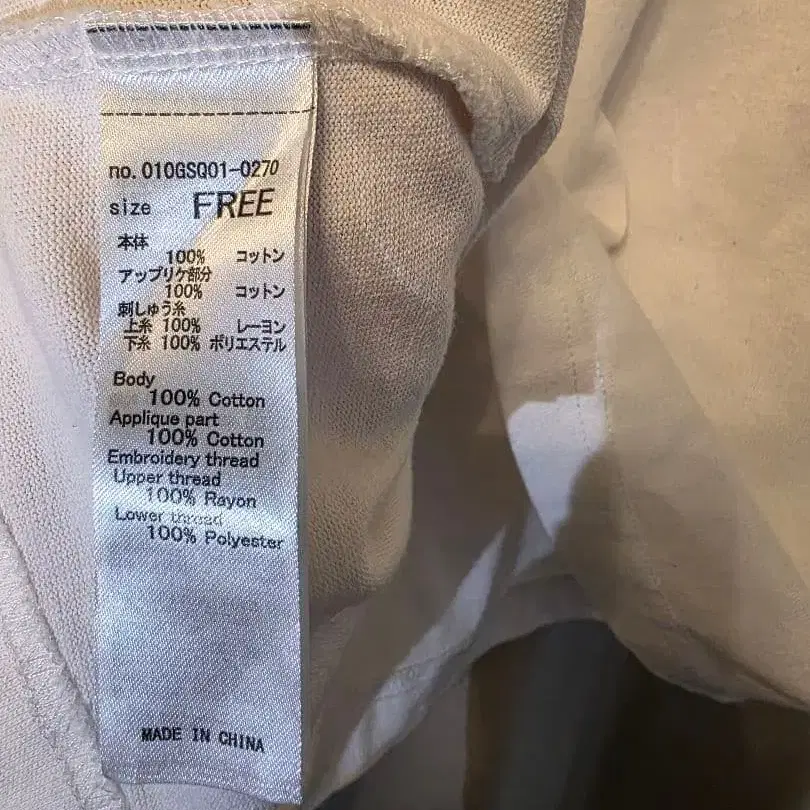 no. 010GSQ01-0270
size FREE
本体
100% コットン
アップリケ部分
100% コットン
刺しゅう糸
上糸 100% レーヨン
下糸 100% ポリエステル
Body
100% Cotton
Applique part
100% Cotton
Embroidery thread
Upper thread
100% Rayon
Lower thread
100% Polyester
MADE IN CHINA